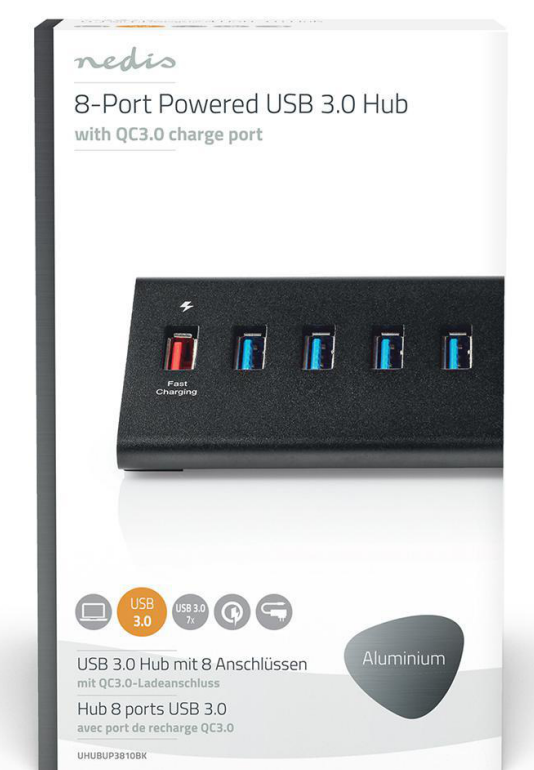 nedis
8-Port Powered USB 3.0 Hub
with QC3.0 charge port
Fast
Charging
USB
3.0
USB 3.0
7x
Aluminium
USB 3.0 Hub mit 8 Anschlüssen
mit QC3.0-Ladeanschluss
Hub 8 ports USB 3.0
avec port de recharge QC3.0
UHUBUP3810BK